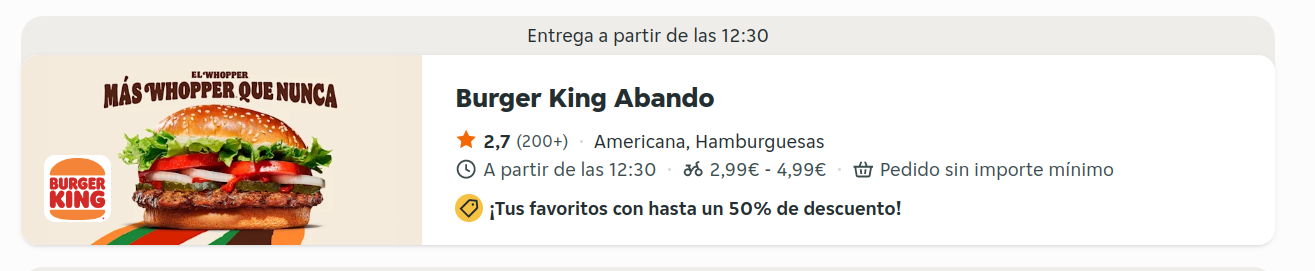 Entrega a partir de las 12:30
EL WHOPPER
MÁS WHOPPER QUE NUNCA
BURGER
KING
Burger King Abando
2,7 (200+) · Americana, Hamburguesas
A partir de las 12:30 · 2,99€ - 4,99€ · Pedido sin importe mínimo
¡Tus favoritos con hasta un 50% de descuento!